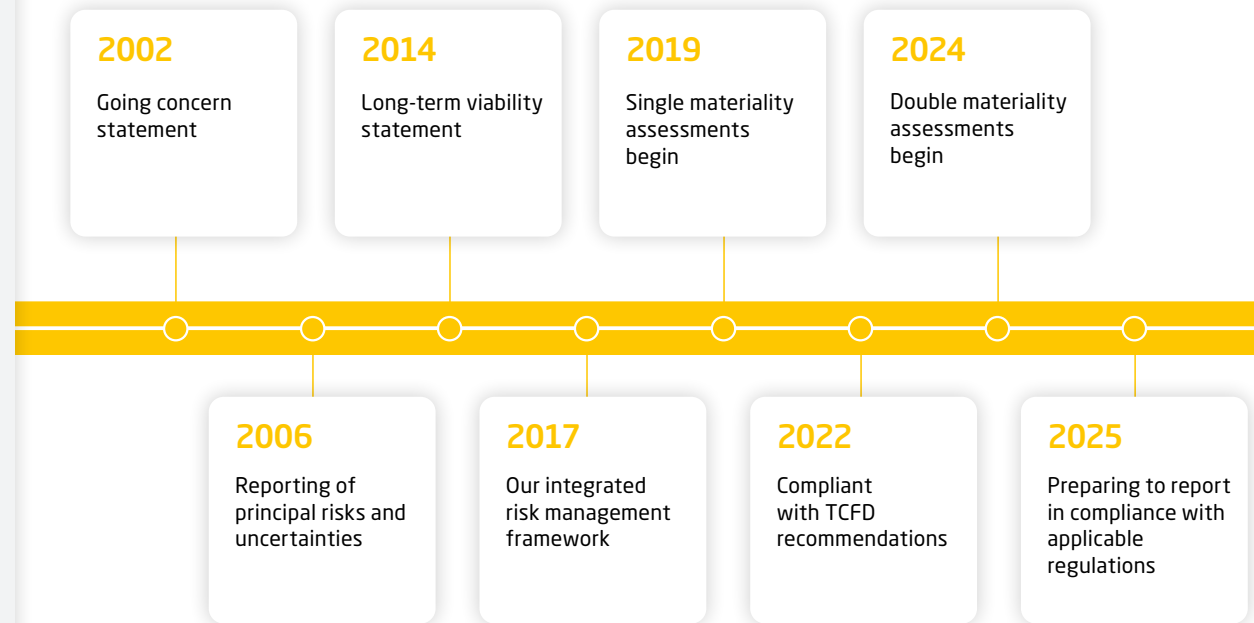 2002
Going concern
statement
2014
Long-term viability
statement
2019
Single materiality
assessments
begin
2024
Double materiality
assessments
begin
2006
Reporting of
principal risks and
uncertainties
2017
Our integrated
risk management
framework
2022
Compliant
with TCFD
recommendations
2025
Preparing to report
in compliance with
applicable
regulations